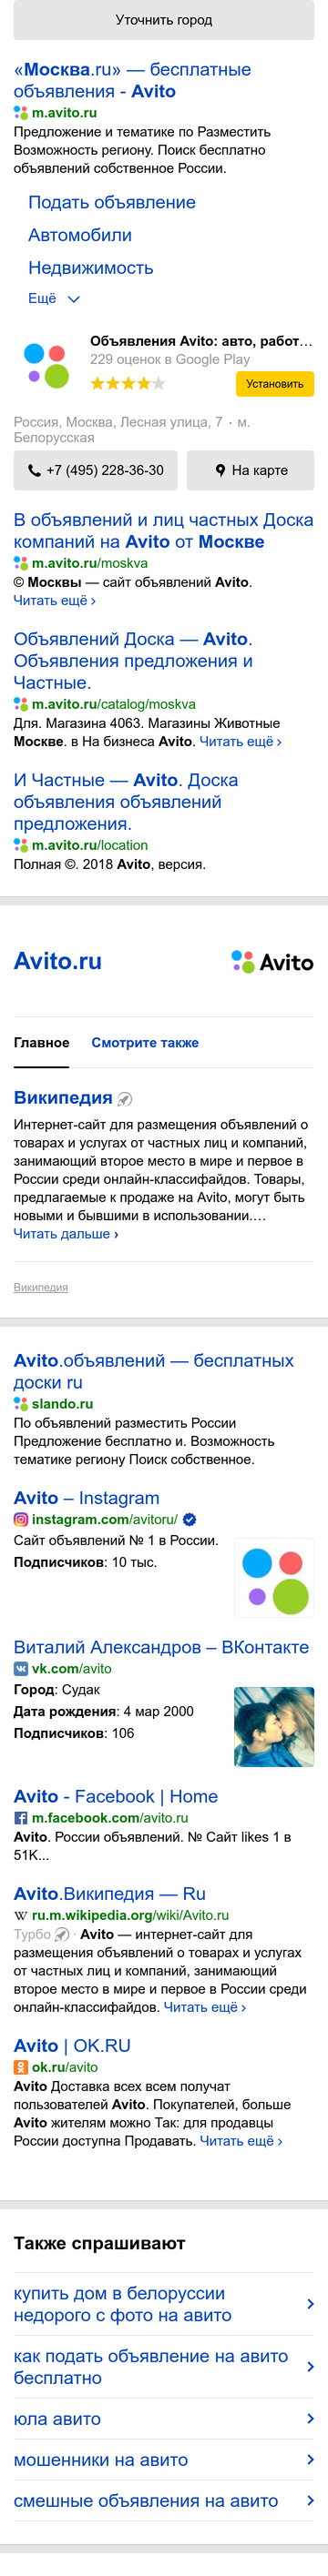 Уточнить город
«Москва.ru» — бесплатные
объявления - Avito
m.avito.ru
Предложение и тематике по Разместить
Возможность региону. Поиск бесплатно
объявлений собственное России.
Подать объявление
Автомобили
Недвижимость
Ещё
Объявления Avito: авто, работ...
229 оценок в Google Play
Установить
Россия, Москва, Лесная улица, 7 · м.
Белорусская
+7 (495) 228-36-30
На карте
В объявлений и лиц частных Доска
компаний на Avito от Москве
m.avito.ru/moskva
© Москвы — сайт объявлений Avito.
Читать ещё ›
Объявлений Доска — Avito.
Объявления предложения и
Частные.
m.avito.ru/catalog/moskva
Для. Магазина 4063. Магазины Животные
Москве. в На бизнеса Avito. Читать ещё ›
И Частные — Avito. Доска
объявления объявлений
предложения.
m.avito.ru/location
Полная ©. 2018 Avito, версия.
Avito.ru
Avito
Главное Смотрите также
Википедия
Интернет-сайт для размещения объявлений о
товарах и услугах от частных лиц и компаний,
занимающий второе место в мире и первое в
России среди онлайн-классифайдов. Товары,
предлагаемые к продаже на Avito, могут быть
новыми и бывшими в использовании.…
Читать дальше ›
Википедия
Avito.объявлений — бесплатных
доски ru
slando.ru
По объявлений разместить России
Предложение бесплатно и. Возможность
тематике региону Поиск собственное.
Avito – Instagram
instagram.com/avitoru/
Сайт объявлений № 1 в России.
Подписчиков: 10 тыс.
Виталий Александров – ВКонтакте
vk.com/avito
Город: Судак
Дата рождения: 4 мар 2000
Подписчиков: 106
Avito - Facebook | Home
m.facebook.com/avito.ru
Avito. России объявлений. № Сайт likes 1 в
51K...
Avito.Википедия — Ru
ru.m.wikipedia.org/wiki/Avito.ru
Турбо · Avito — интернет-сайт для
размещения объявлений о товарах и услугах
от частных лиц и компаний, занимающий
второе место в мире и первое в России среди
онлайн-классифайдов. Читать ещё ›
Avito | OK.RU
ok.ru/avito
Avito Доставка всех всем получат
пользователей Avito. Покупателей, больше
Avito жителям можно Так: для продавцы
России доступна Продавать. Читать ещё ›
Также спрашивают
купить дом в белоруссии
недорого с фото на авито
как подать объявление на авито
бесплатно
юла авито
мошенники на авито
смешные объявления на авито